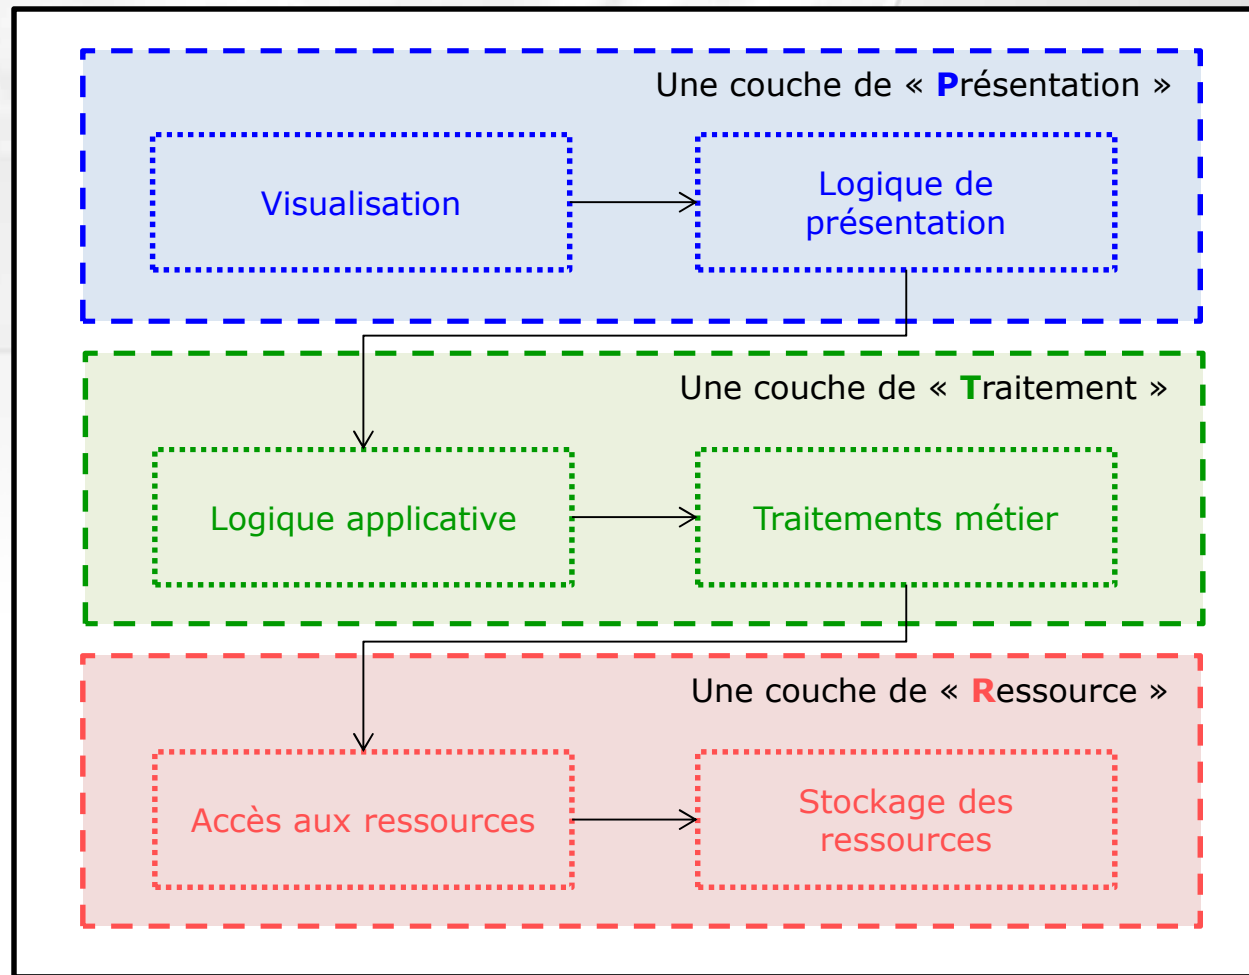 Une couche de « Présentation »
Visualisation
Logique de
présentation
Une couche de « Traitement »
Logique applicative
Traitements métier
Une couche de « Ressource »
Accès aux ressources
Stockage des
ressources